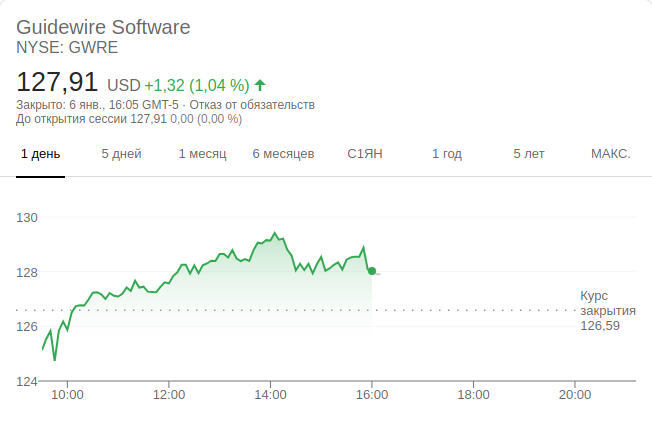 Guidewire Software
NYSE: GWRE
127,91 USD +1,32 (1,04 %)
Закрыто: 6 янв., 16:05 GMT-5 · Отказ от обязательств
До открытия сессии 127,91 0,00 (0,00 %)
1 день 5 дней 1 месяц 6 месяцев С1ЯН 1 год 5 лет МАКС.
130
128
Курс
закрытия
126,59
126
124
10:00 12:00 14:00 16:00 18:00 20:00